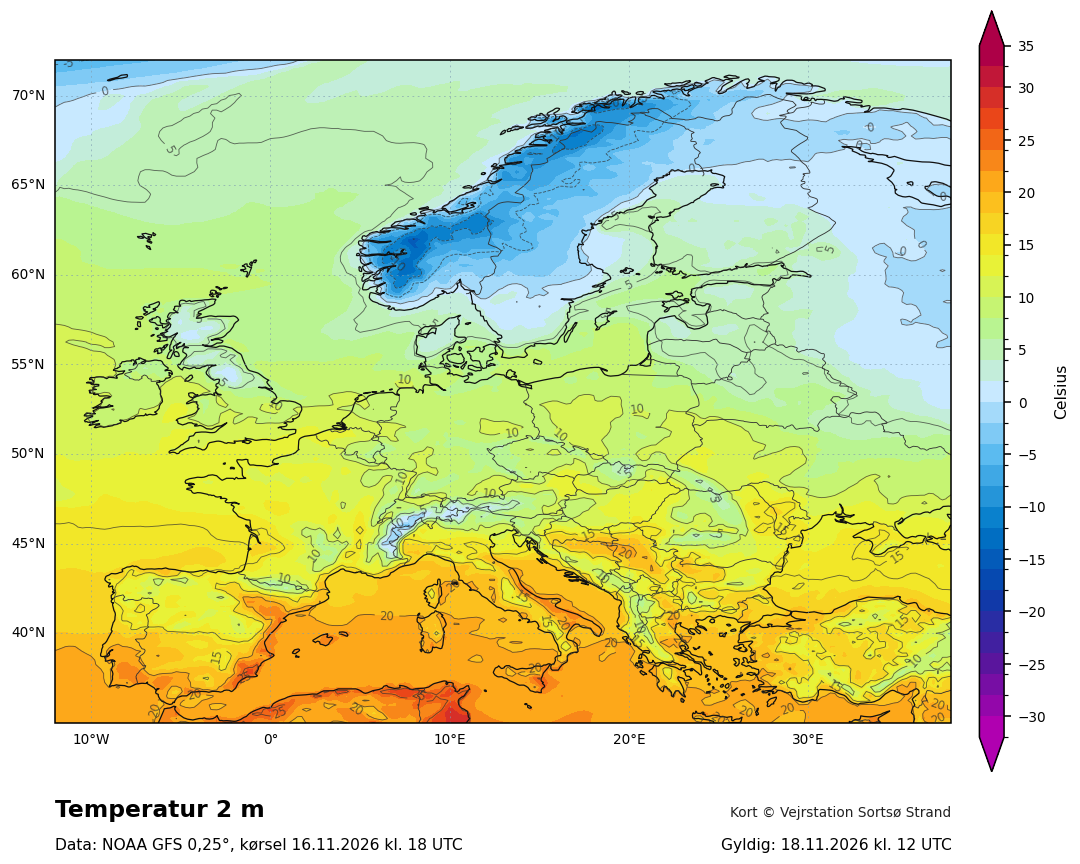 70°N
65°N
60°N
55°N
50°N
45°N
40°N
10°W
0°
10°E
20°E
30°E
35
30
25
20
15
10
5
0
−5
−10
−15
−20
−25
−30
Celsius
Temperatur 2 m
Kort © Vejrstation Sortsø Strand
Data: NOAA GFS 0,25°, kørsel 16.11.2026 kl. 18 UTC
Gyldig: 18.11.2026 kl. 12 UTC